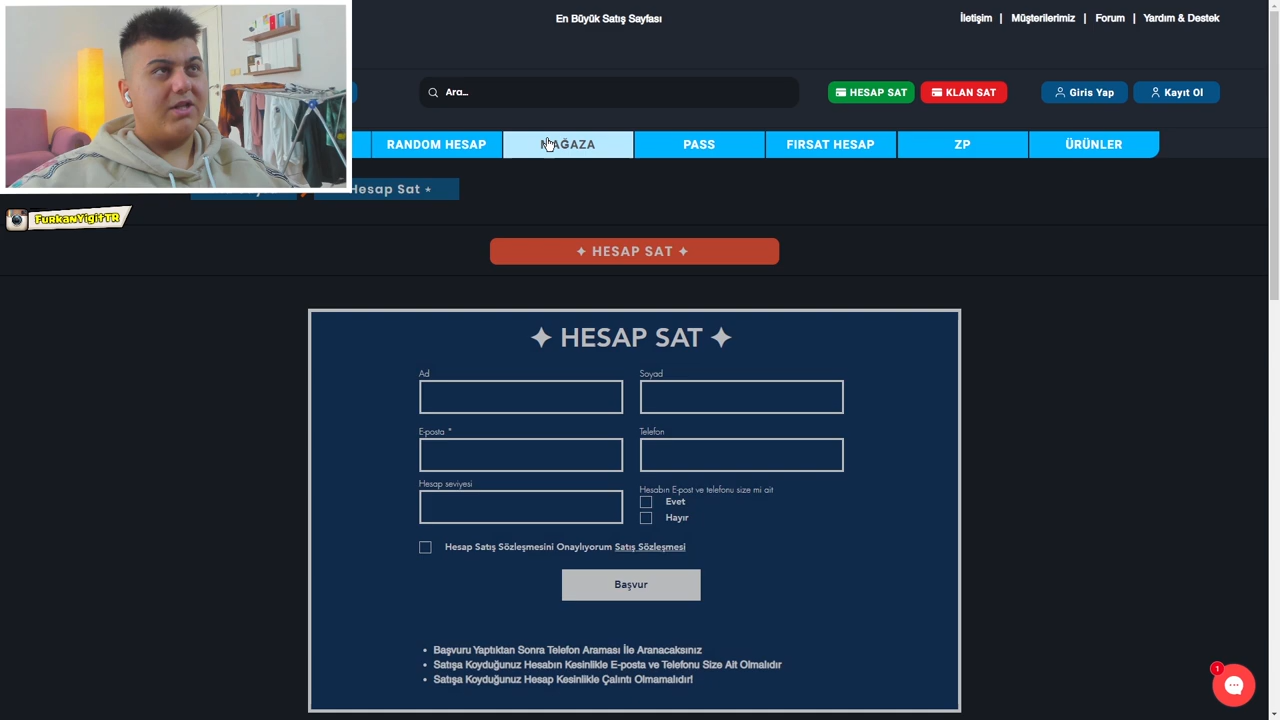 En Büyük Satış Sayfası
İletişim | Müşterilerimiz | Forum | Yardım & Destek
Ara...
HESAP SAT
KLAN SAT
Giris Yap
Kayıt Ol
RANDOM HESAP
MAĞAZA
PASS
FIRSAT HESAP
ZP
ÜRÜNLER
Hesap Sat ⋆
FurkanYigitTR
✦ HESAP SAT ✦
✦ HESAP SAT ✦
Ad
Soyad
E-posta *
Telefon
Hesap seviyesi
Hesabın E-post ve telefonu size mi ait
Evet
Hayır
Hesap Satış Sözleşmesini Onaylıyorum Satış Sözleşmesi
Başvur
• Başvuru Yaptıktan Sonra Telefon Araması İle Aranacaksınız
• Satışa Koyduğunuz Hesabın Kesinlikle E-posta ve Telefonu Size Ait Olmalıdır
• Satışa Koyduğunuz Hesap Kesinlikle Çalıntı Olmamalıdır!
1